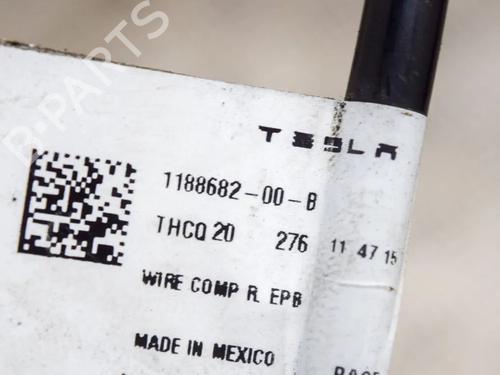 B-PARTS
TESLA
1188682-00-B
THCQ 20 276 11 47 15
WIRE COMP R, EPB
MADE IN MEXICO